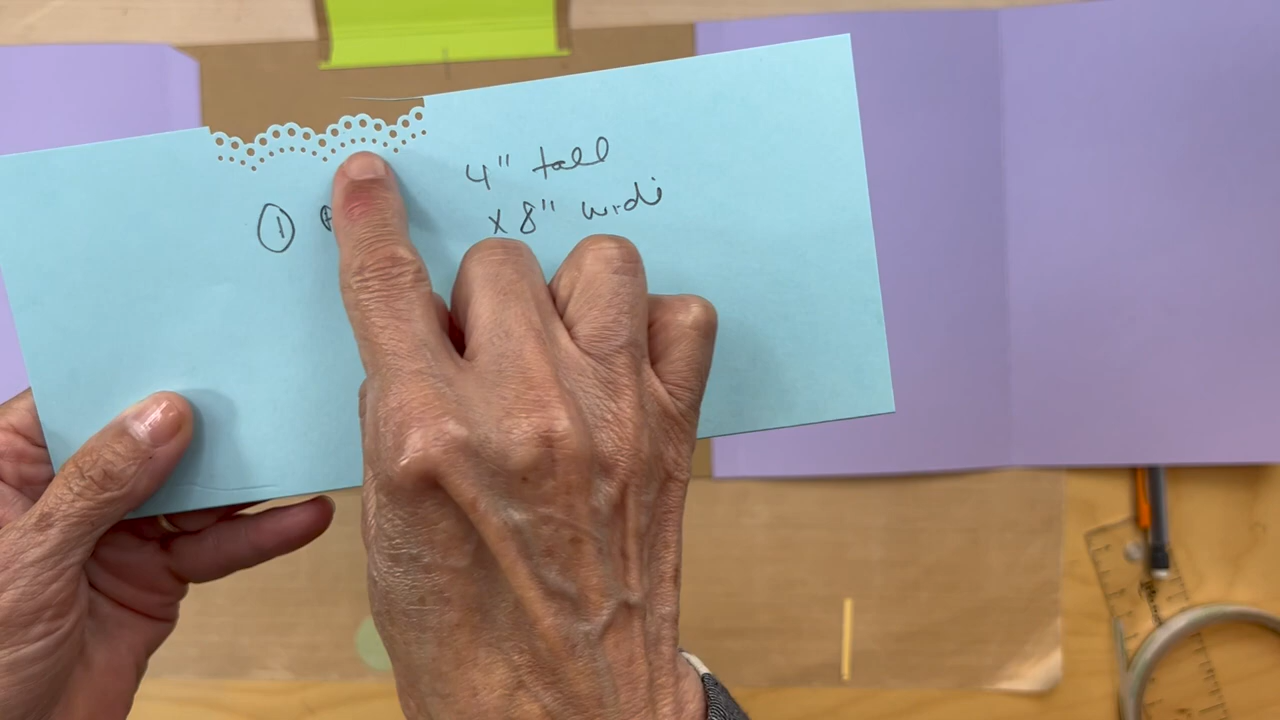 4" tall
① x 8" wide